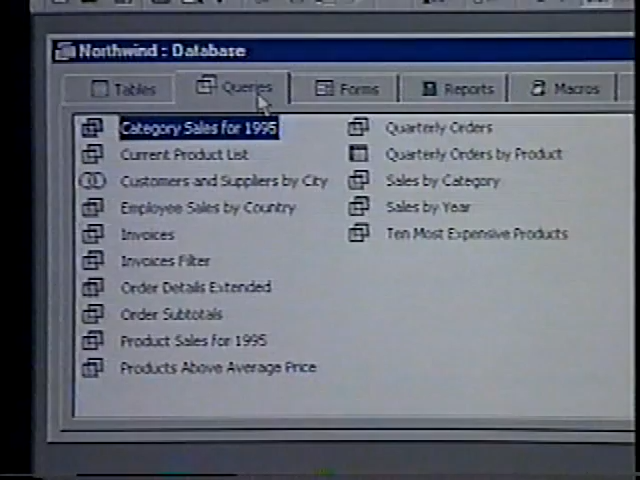 Northwind : Database
Tables Queries Forms Reports Macros
Category Sales for 1995
Current Product List
Customers and Suppliers by City
Employee Sales by Country
Invoices
Invoices Filter
Order Details Extended
Order Subtotals
Product Sales for 1995
Products Above Average Price
Quarterly Orders
Quarterly Orders by Product
Sales by Category
Sales by Year
Ten Most Expensive Products